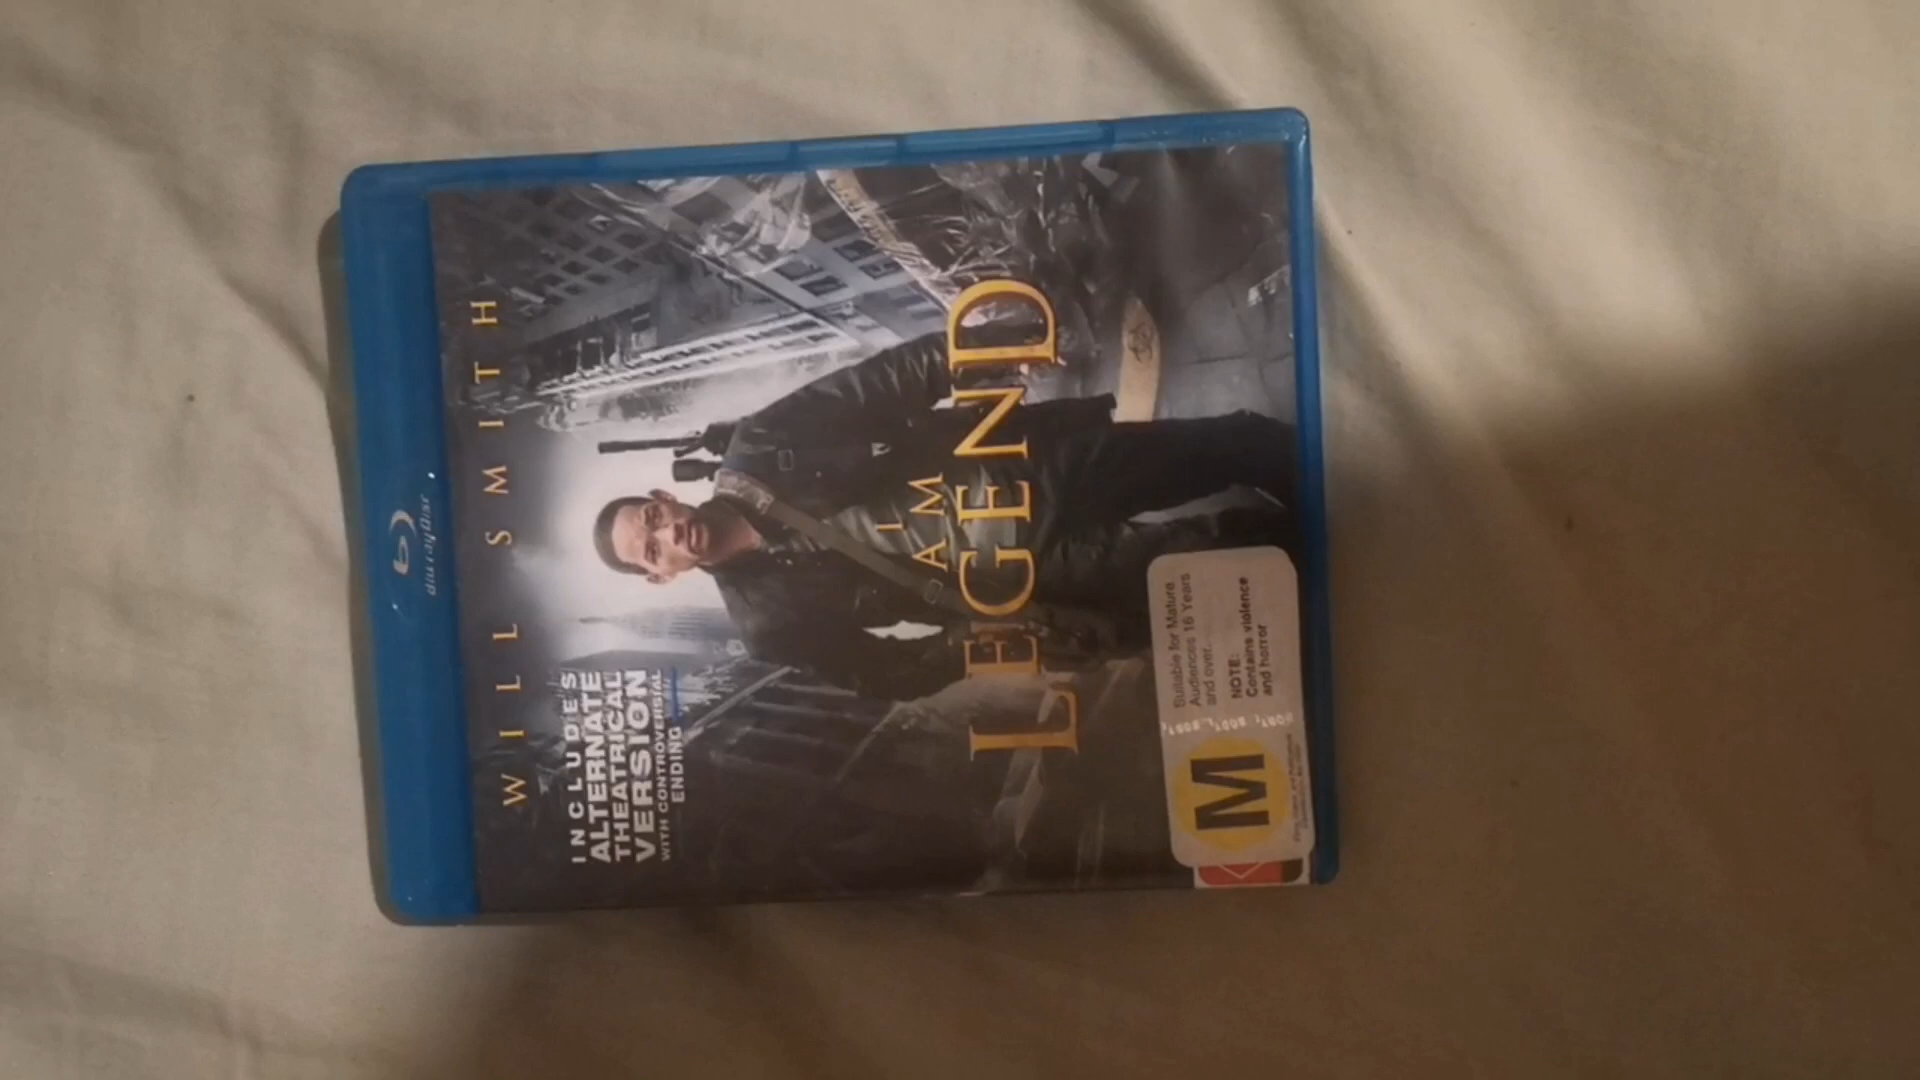 Blu-ray Disc
WILL SMITH
INCLUDES
ALTERNATE
THEATRICAL
VERSION
WITH CONTROVERSIAL
ENDING
I
AM
LEGEND
M
Suitable for Mature
Audiences 16 Years
and over.
NOTE:
Contains violence
and horror